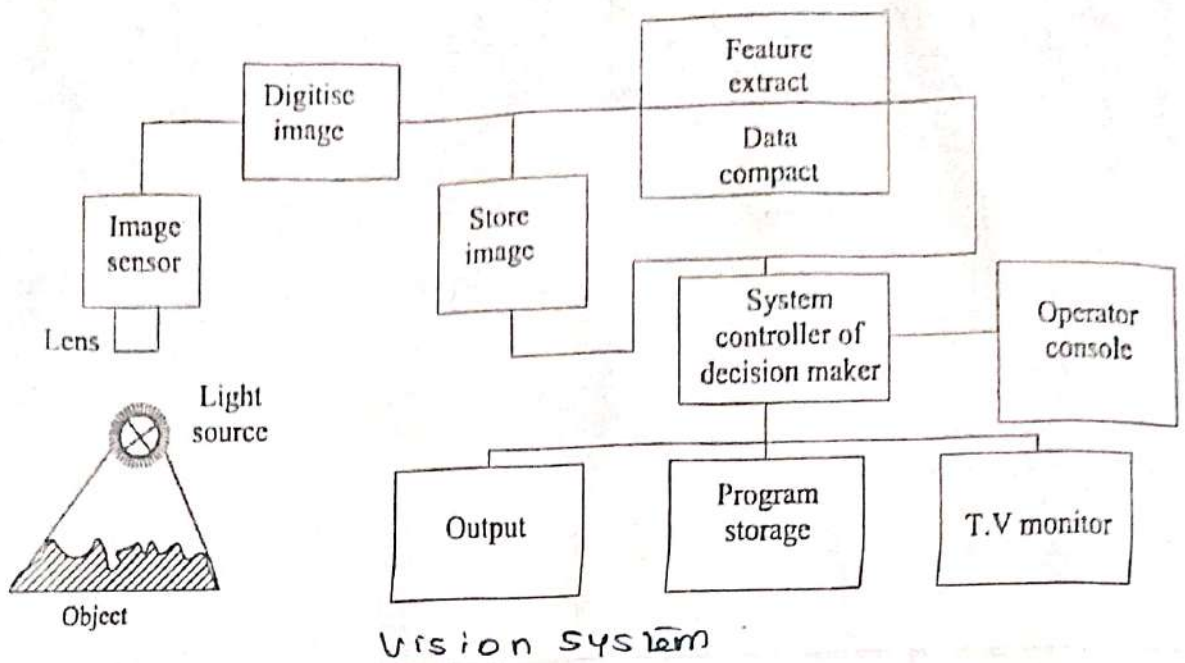 Feature
extract
Digitise
image
Data
compact
Image
sensor
Store
image
Lens
System
controller of
decision maker
Operator
console
Light
source
Output
Program
storage
T.V monitor
Object
Vision system